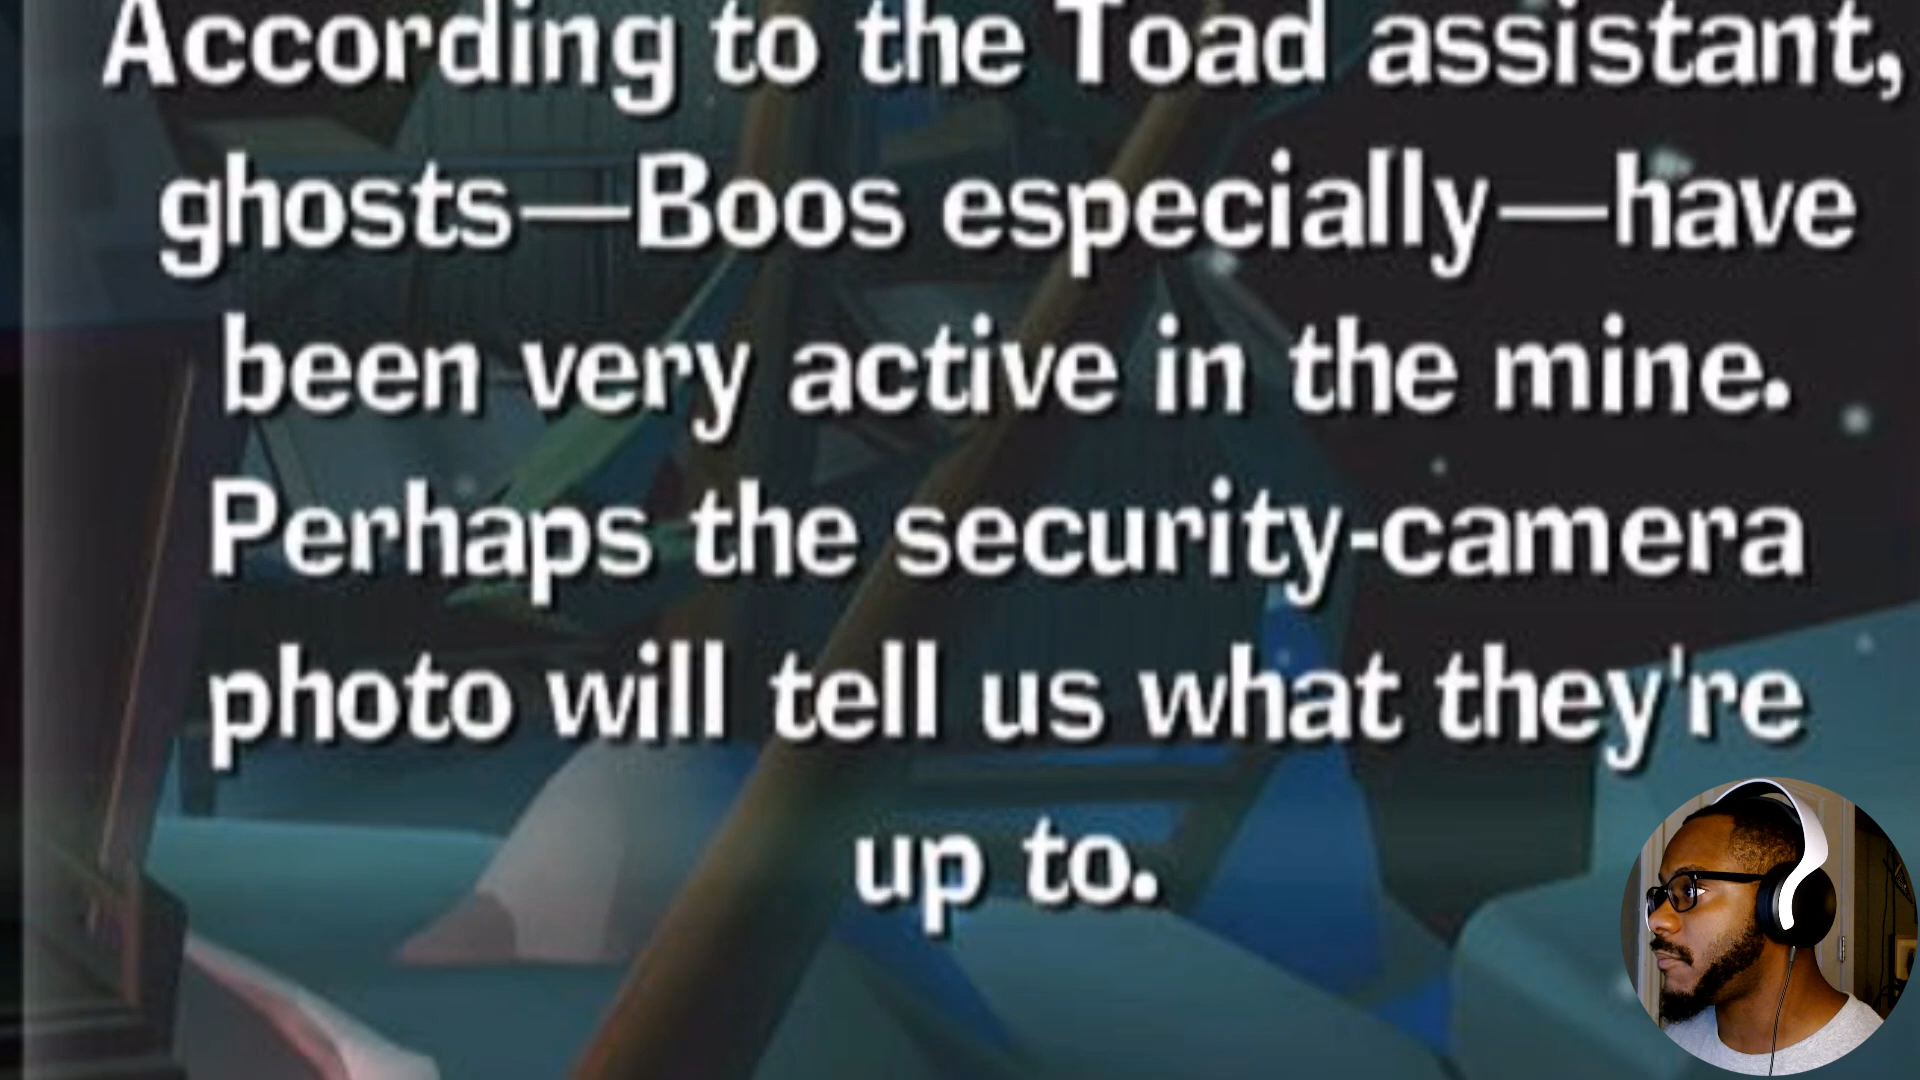 According to the Toad assistant,
ghosts—Boos especially—have
been very active in the mine.
Perhaps the security-camera
photo will tell us what they're
up to.